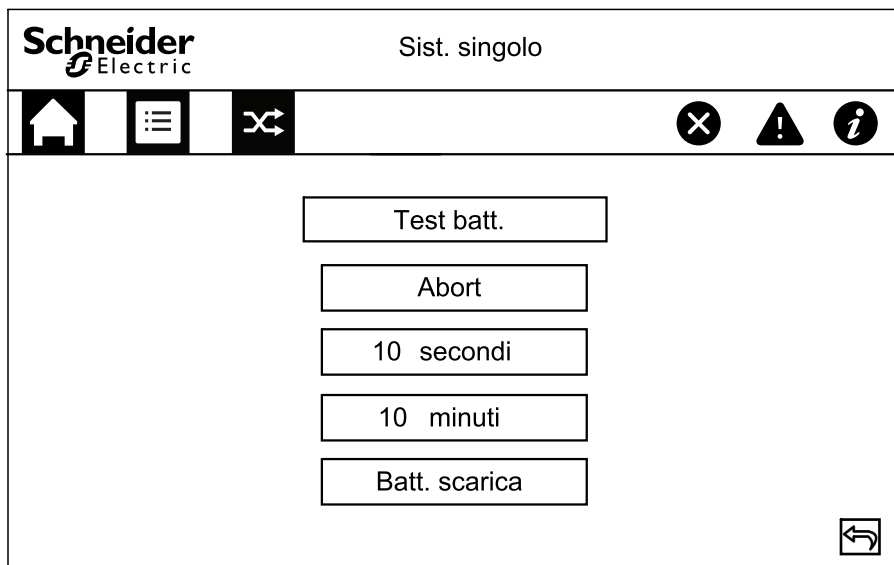 Schneider
Electric
Sist. singolo
Test batt.
Abort
10 secondi
10 minuti
Batt. scarica